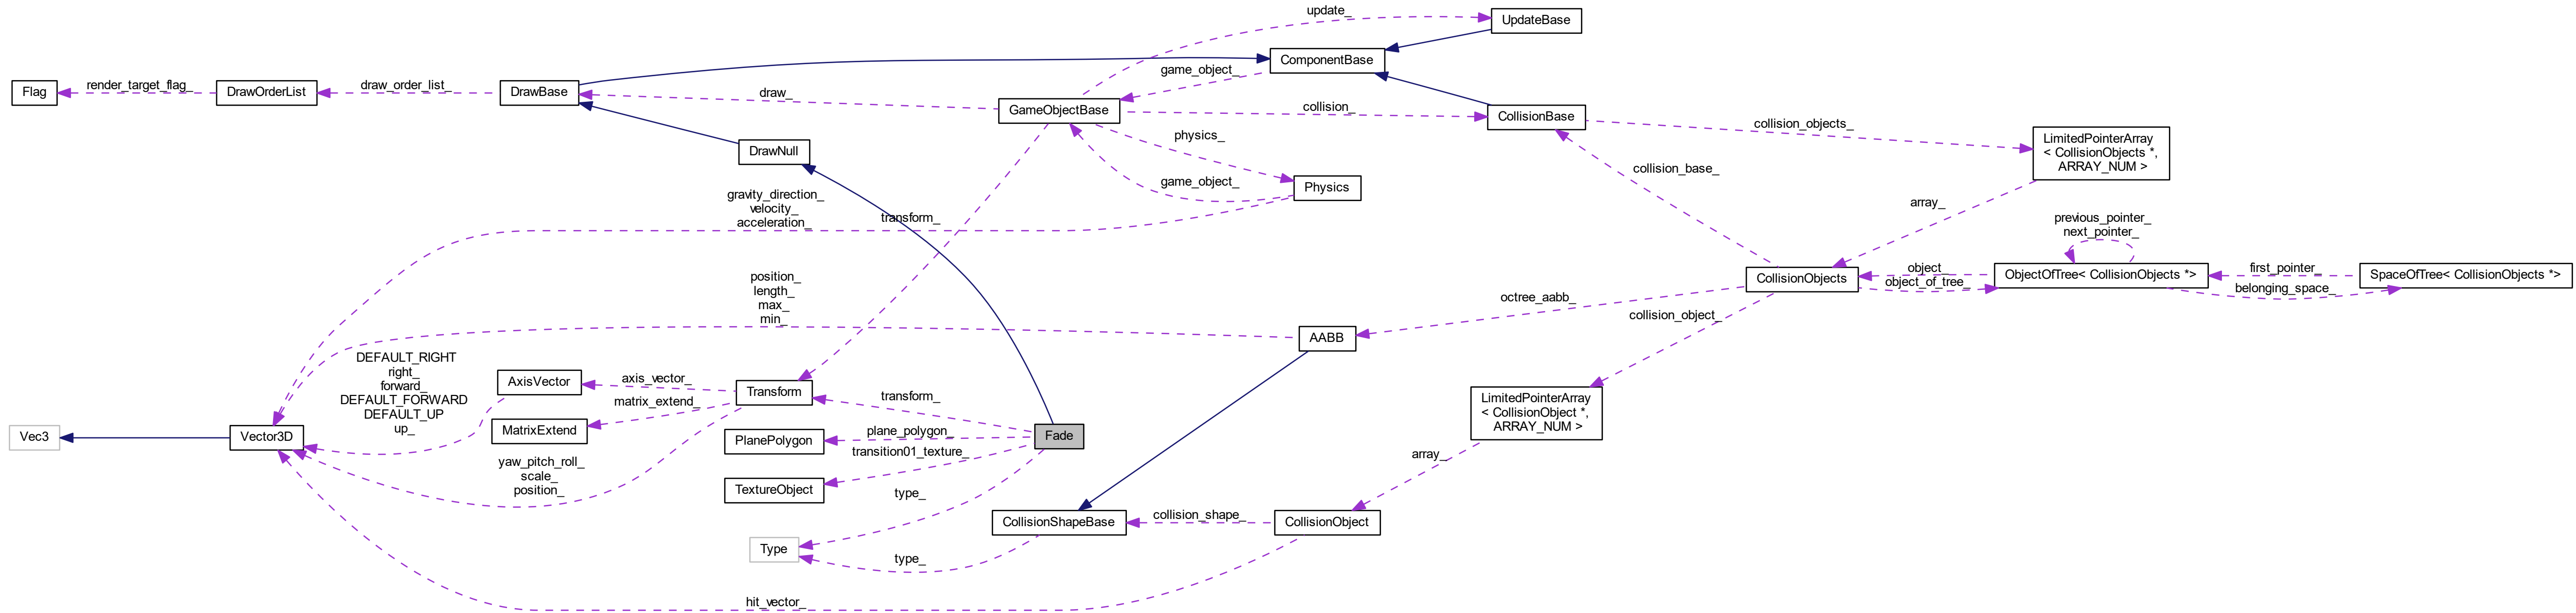 update_
UpdateBase
ComponentBase
game_object_
Flag
render_target_flag_
DrawOrderList
draw_order_list_
DrawBase
draw_
GameObjectBase
collision_
CollisionBase
collision_objects_
LimitedPointerArray
< CollisionObjects *,
ARRAY_NUM >
physics_
DrawNull
collision_base_
game_object_
Physics
gravity_direction_
velocity_
acceleration_
transform_
array_
previous_pointer_
next_pointer_
CollisionObjects
object_
object_of_tree_
ObjectOfTree< CollisionObjects *>
first_pointer_
belonging_space_
SpaceOfTree< CollisionObjects *>
position_
length_
max_
min_
octree_aabb_
collision_object_
AABB
DEFAULT_RIGHT
right_
forward_
DEFAULT_FORWARD
DEFAULT_UP
up_
AxisVector
axis_vector_
matrix_extend_
Transform
transform_
LimitedPointerArray
< CollisionObject *,
ARRAY_NUM >
Vec3
Vector3D
MatrixExtend
PlanePolygon
plane_polygon_
Fade
transition01_texture_
yaw_pitch_roll_
scale_
position_
TextureObject
type_
array_
CollisionShapeBase
collision_shape_
CollisionObject
Type
type_
hit_vector_